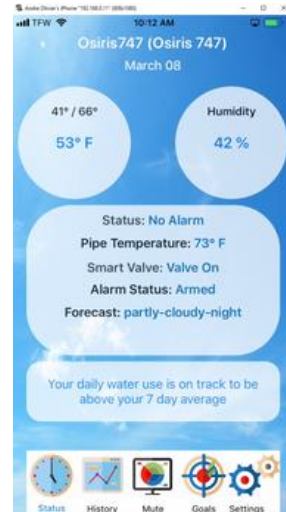 TFW 10:12 AM
Osiris747 (Osiris 747)
March 08
41° / 66°
53° F
Humidity
42 %
Status: No Alarm
Pipe Temperature: 73° F
Smart Valve: Valve On
Alarm Status: Armed
Forecast: partly-cloudy-night
Your daily water use is on track to be
above your 7 day average
Status History Mute Goals Settings